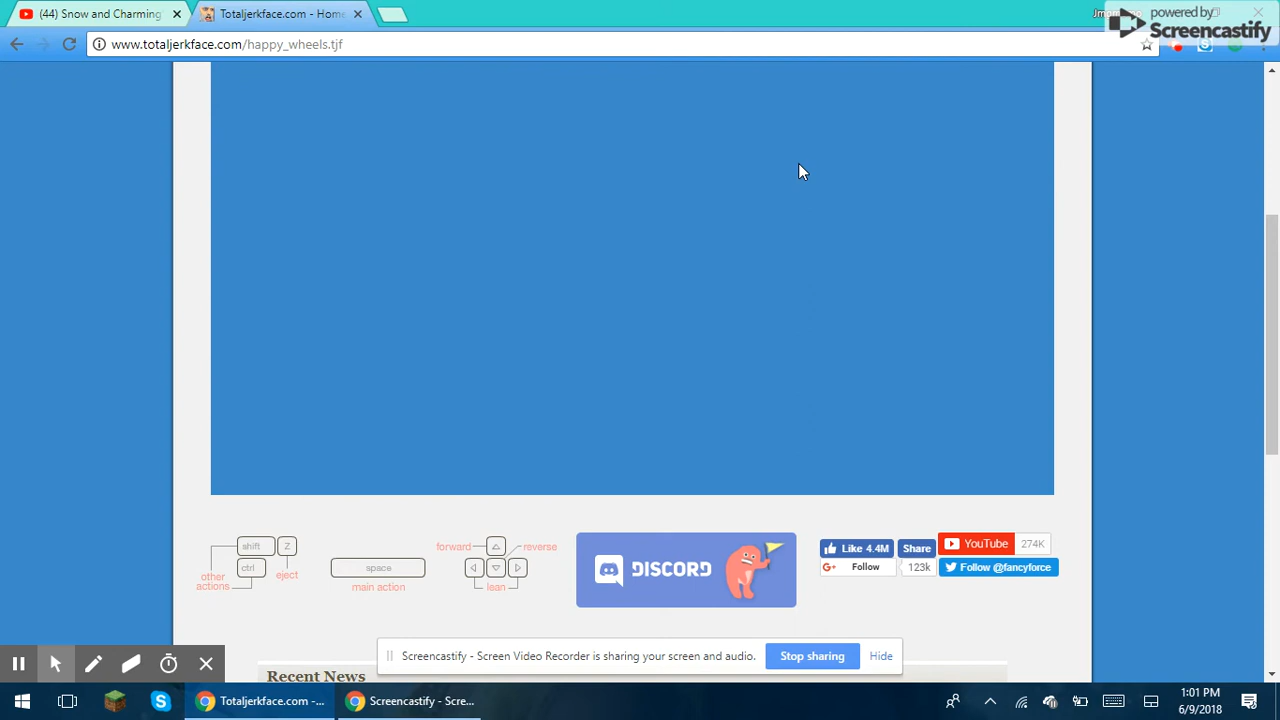 (44) Snow and Charming
Totaljerkface.com - Home
powered by
Screencastify
www.totaljerkface.com/happy_wheels.tjf
shift
Z
ctrl
other
actions
eject
space
main action
forward
reverse
lean
DISCORD
Like 4.4M
Share
YouTube
274K
G+
Follow
123k
Follow @fancyforce
Screencastify - Screen Video Recorder is sharing your screen and audio.
Stop sharing
Hide
Recent News
Totaljerkface.com -...
Screencastify - Scre...
1:01 PM
6/9/2018